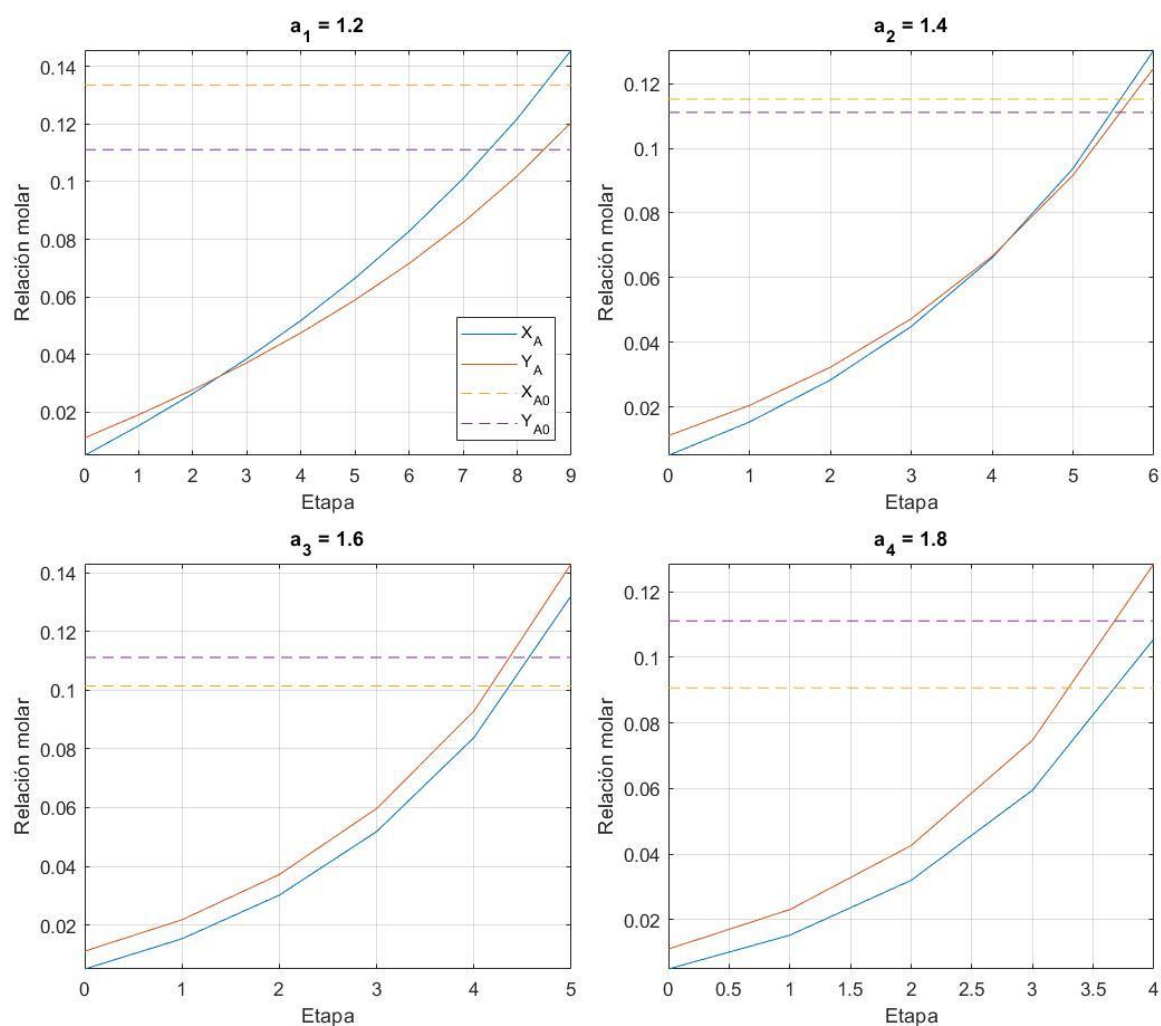 a1 = 1.2
0.14
0.12
0.1
0.08
0.06
0.04
0.02
Relación molar
0 1 2 3 4 5 6 7 8 9
Etapa
XA
YA
XA0
YA0
a2 = 1.4
0.12
0.1
0.08
0.06
0.04
0.02
Relación molar
0 1 2 3 4 5 6
Etapa
a3 = 1.6
0.14
0.12
0.1
0.08
0.06
0.04
0.02
Relación molar
0 1 2 3 4 5
Etapa
a4 = 1.8
0.12
0.1
0.08
0.06
0.04
0.02
Relación molar
0 0.5 1 1.5 2 2.5 3 3.5 4
Etapa